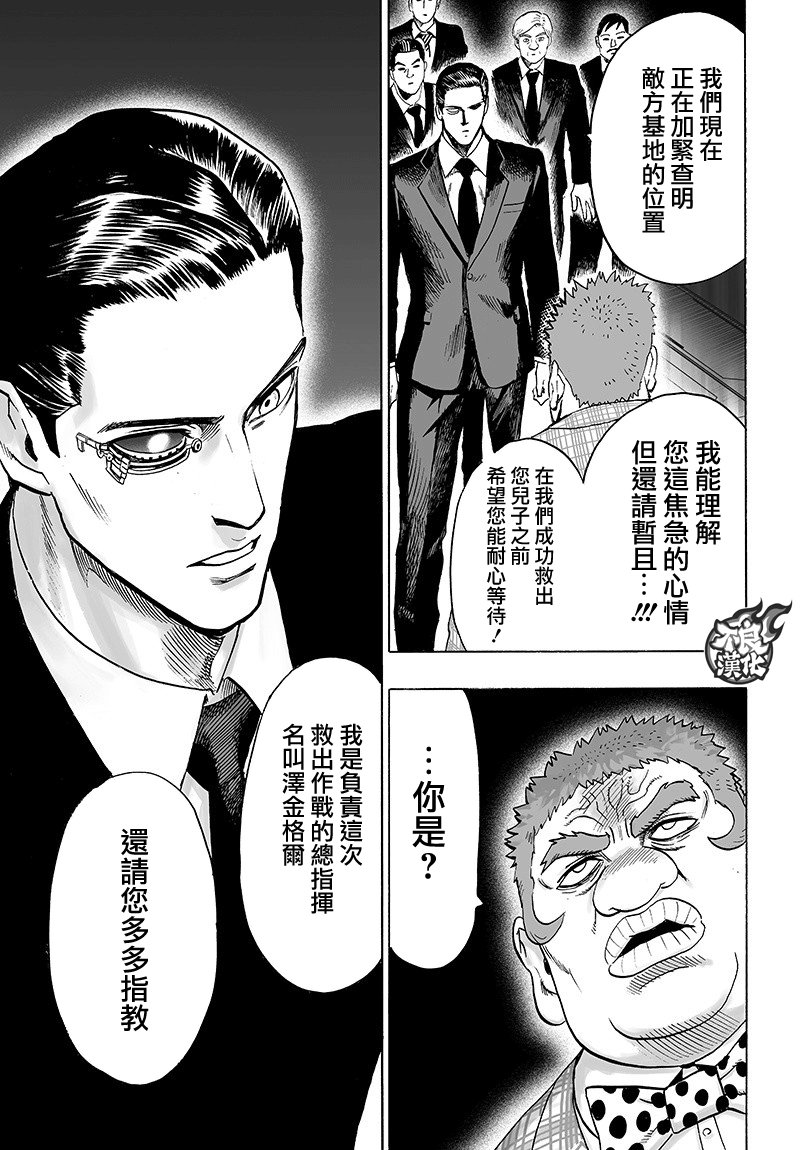 我們現在
正在加緊查明
敵方基地的位置
我能理解
您這焦急的心情
但還請暫且…!!!
在我們成功救出
您兒子之前
希望您能耐心等待！
…你是？
我是負責這次
救出作戰的總指揮
名叫澤金格爾
還請您多多指教
不良
漢化